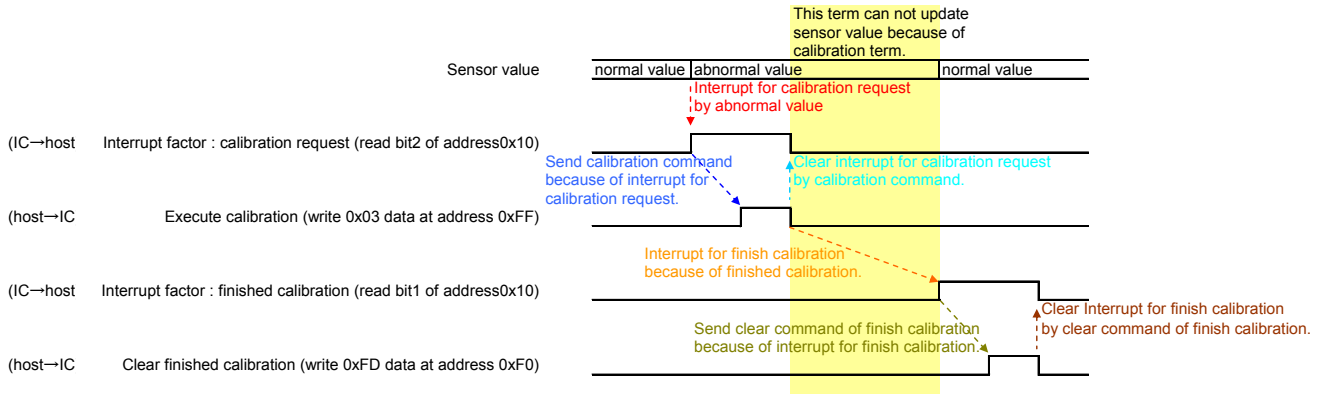 This term can not update
sensor value because of
calibration term.
Sensor value
normal value
abnormal value
normal value
Interrupt for calibration request
by abnormal value
(IC→host
Interrupt factor : calibration request (read bit2 of address0x10)
Send calibration command
because of interrupt for
calibration request.
Clear interrupt for calibration request
by calibration command.
(host→IC
Execute calibration (write 0x03 data at address 0xFF)
Interrupt for finish calibration
because of finished calibration.
(IC→host
Interrupt factor : finished calibration (read bit1 of address0x10)
Clear Interrupt for finish calibration
by clear command of finish calibration.
Send clear command of finish calibration
because of interrupt for finish calibration.
(host→IC
Clear finished calibration (write 0xFD data at address 0xF0)